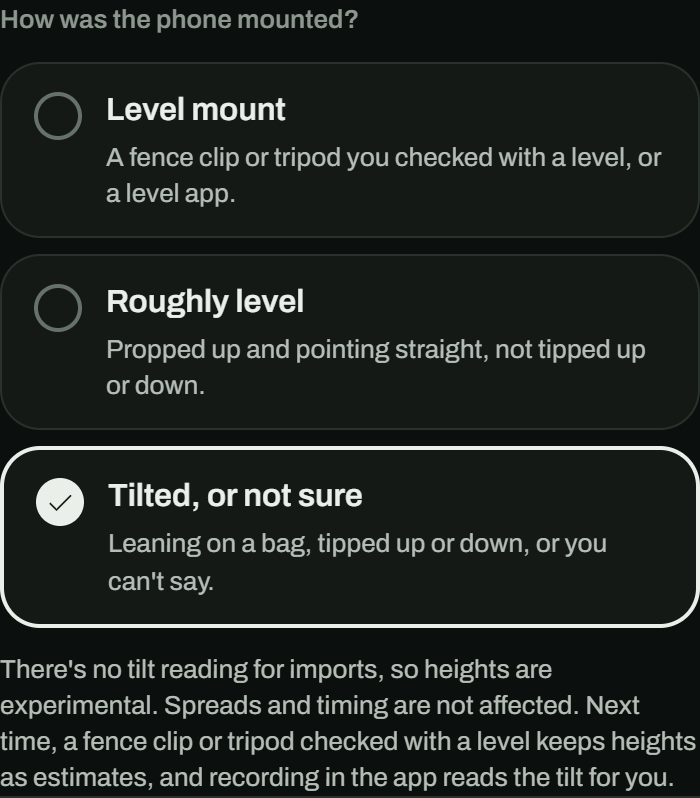 How was the phone mounted?
Level mount
A fence clip or tripod you checked with a level, or
a level app.
Roughly level
Propped up and pointing straight, not tipped up
or down.
Tilted, or not sure
Leaning on a bag, tipped up or down, or you
can't say.
There's no tilt reading for imports, so heights are
experimental. Spreads and timing are not affected. Next
time, a fence clip or tripod checked with a level keeps heights
as estimates, and recording in the app reads the tilt for you.